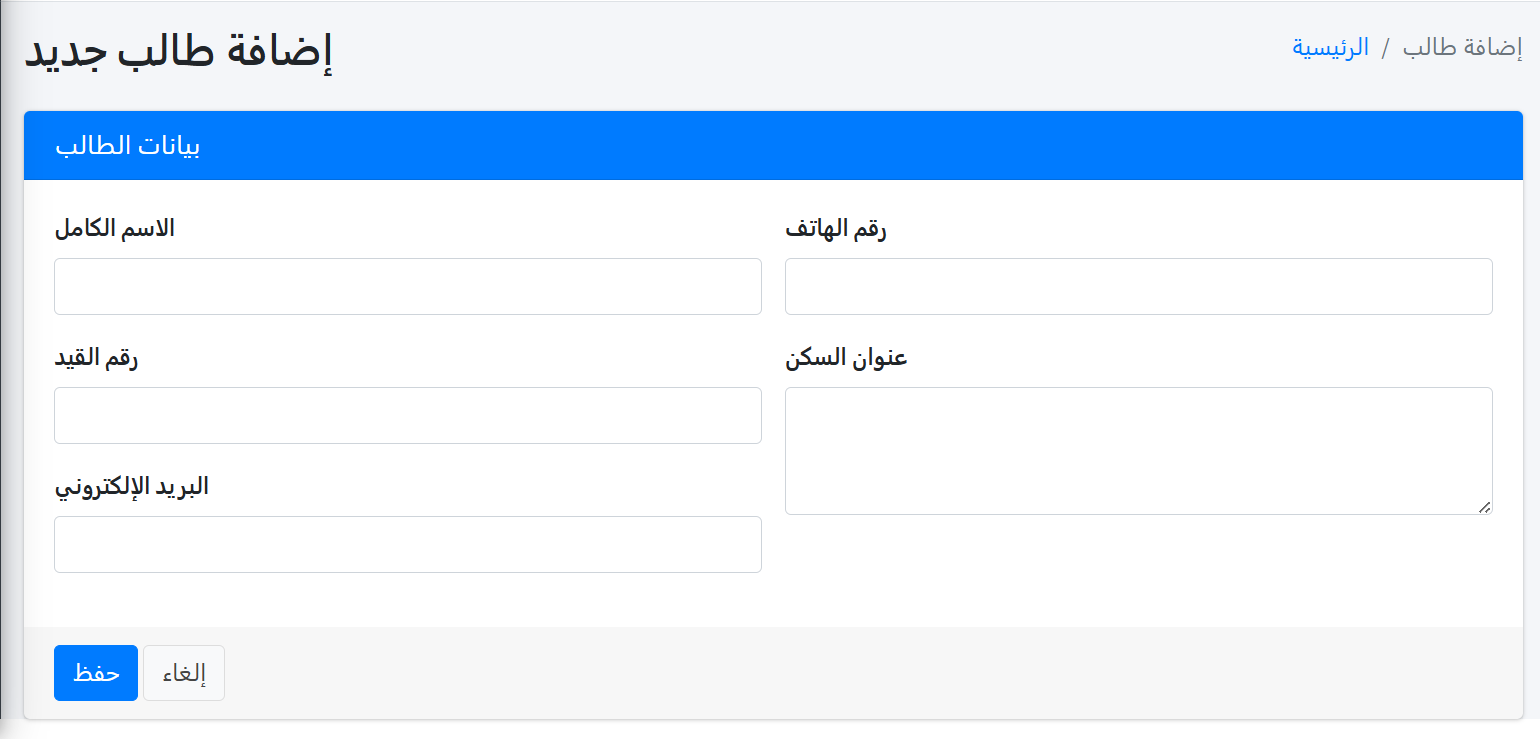 إضافة طالب جديد
الرئيسية / إضافة طالب
بيانات الطالب
الاسم الكامل
رقم الهاتف
رقم القيد
عنوان السكن
البريد الإلكتروني
حفظ
إلغاء